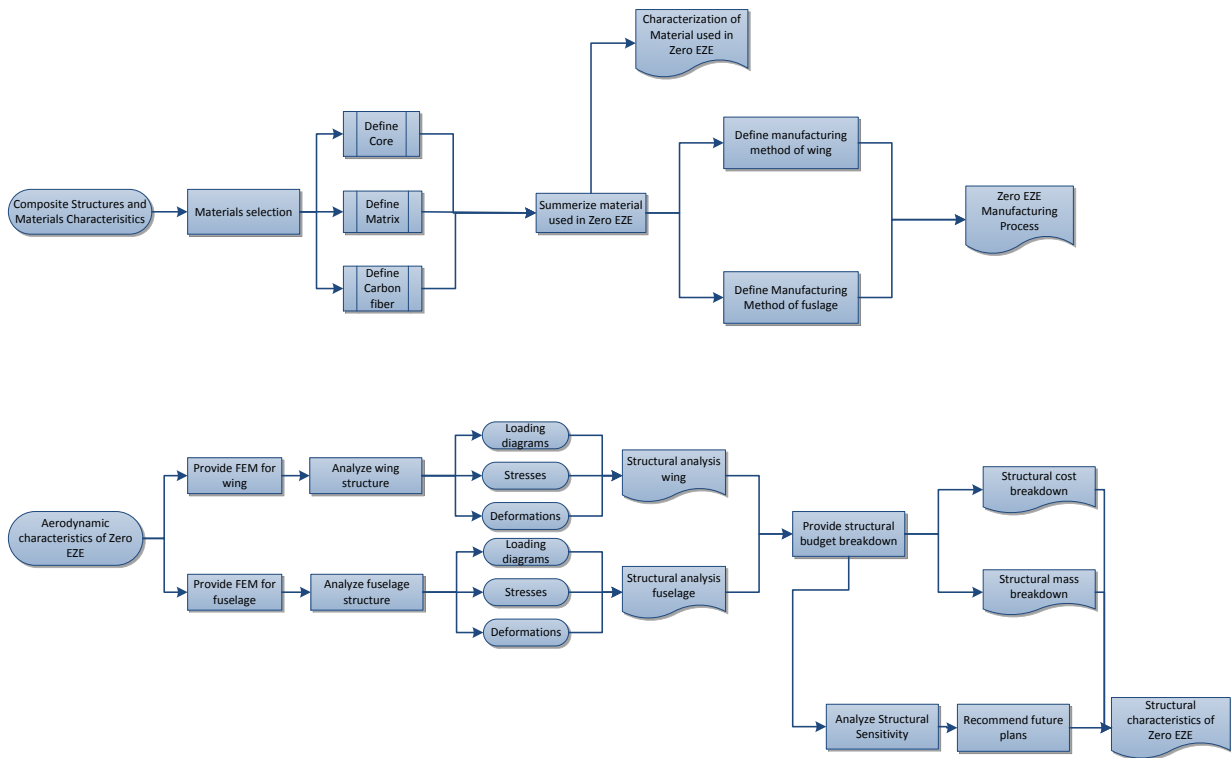 Characterization of
Material used in
Zero EZE
Define
Core
Define manufacturing
method of wing
Composite Structures and
Materials Characterisitics
Materials selection
Define
Matrix
Summerize material
used in Zero EZE
Zero EZE
Manufacturing
Process
Define
Carbon
fiber
Define Manufacturing
Method of fuslage
Loading
diagrams
Provide FEM for
wing
Analyze wing
structure
Stresses
Structural analysis
wing
Structural cost
breakdown
Deformations
Aerodynamic
characteristics of Zero
EZE
Provide structural
budget breakdown
Loading
diagrams
Provide FEM for
fuselage
Analyze fuselage
structure
Stresses
Structural analysis
fuselage
Structural mass
breakdown
Deformations
Analyze Structural
Sensitivity
Recommend future
plans
Structural
characteristics of
Zero EZE